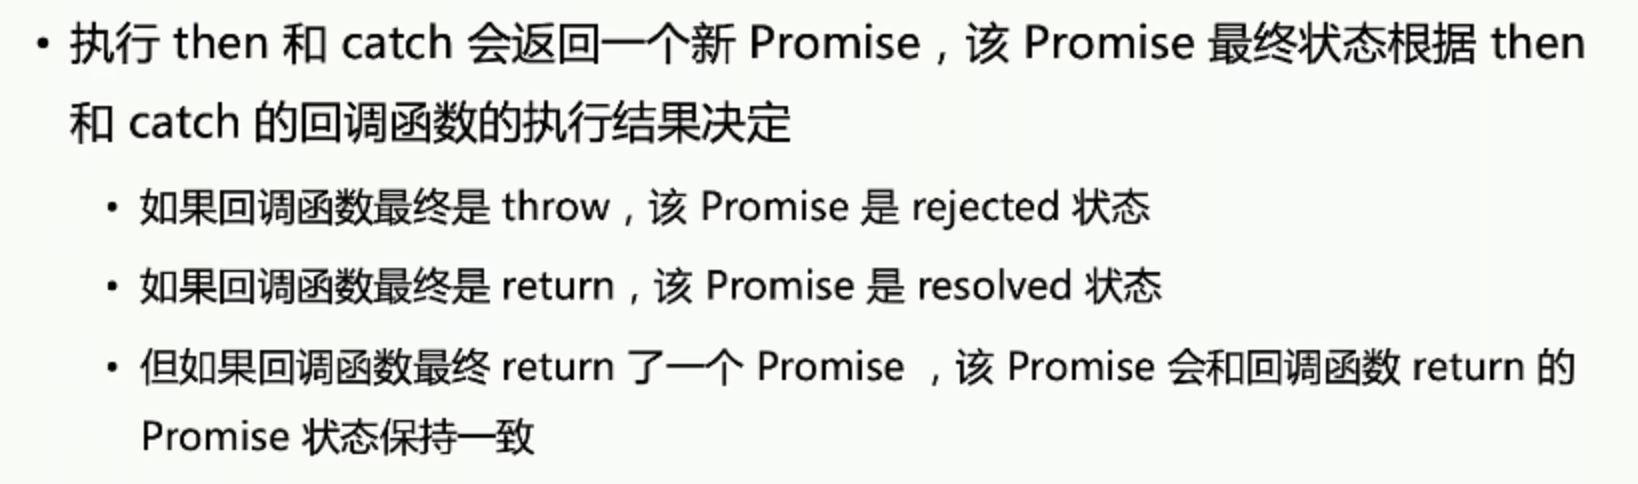 • 执行 then 和 catch 会返回一个新 Promise，该 Promise 最终状态根据 then
和 catch 的回调函数的执行结果决定
• 如果回调函数最终是 throw，该 Promise 是 rejected 状态
• 如果回调函数最终是 return，该 Promise 是 resolved 状态
• 但如果回调函数最终 return 了一个 Promise ，该 Promise 会和回调函数 return 的
Promise 状态保持一致